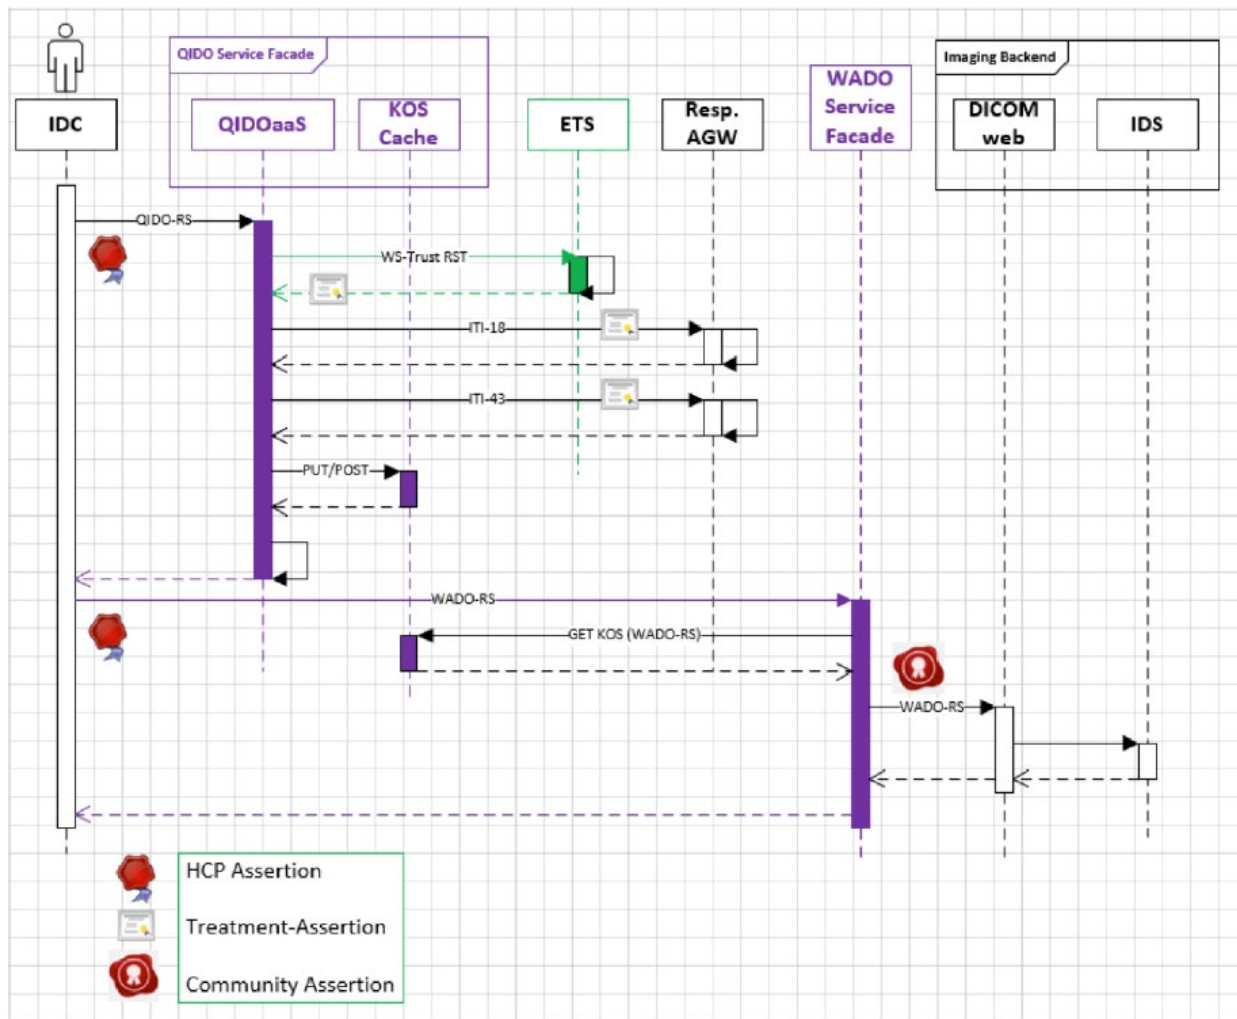 QIDO Service Facade
Imaging Backend
IDC
QIDOaaS
KOS
Cache
ETS
Resp.
AGW
WADO
Service
Facade
DICOM
web
IDS
QIDO-RS
WS-Trust RST
ITI-18
ITI-43
PUT/POST
WADO-RS
GET KOS (WADO-RS)
WADO-RS
HCP Assertion
Treatment-Assertion
Community Assertion